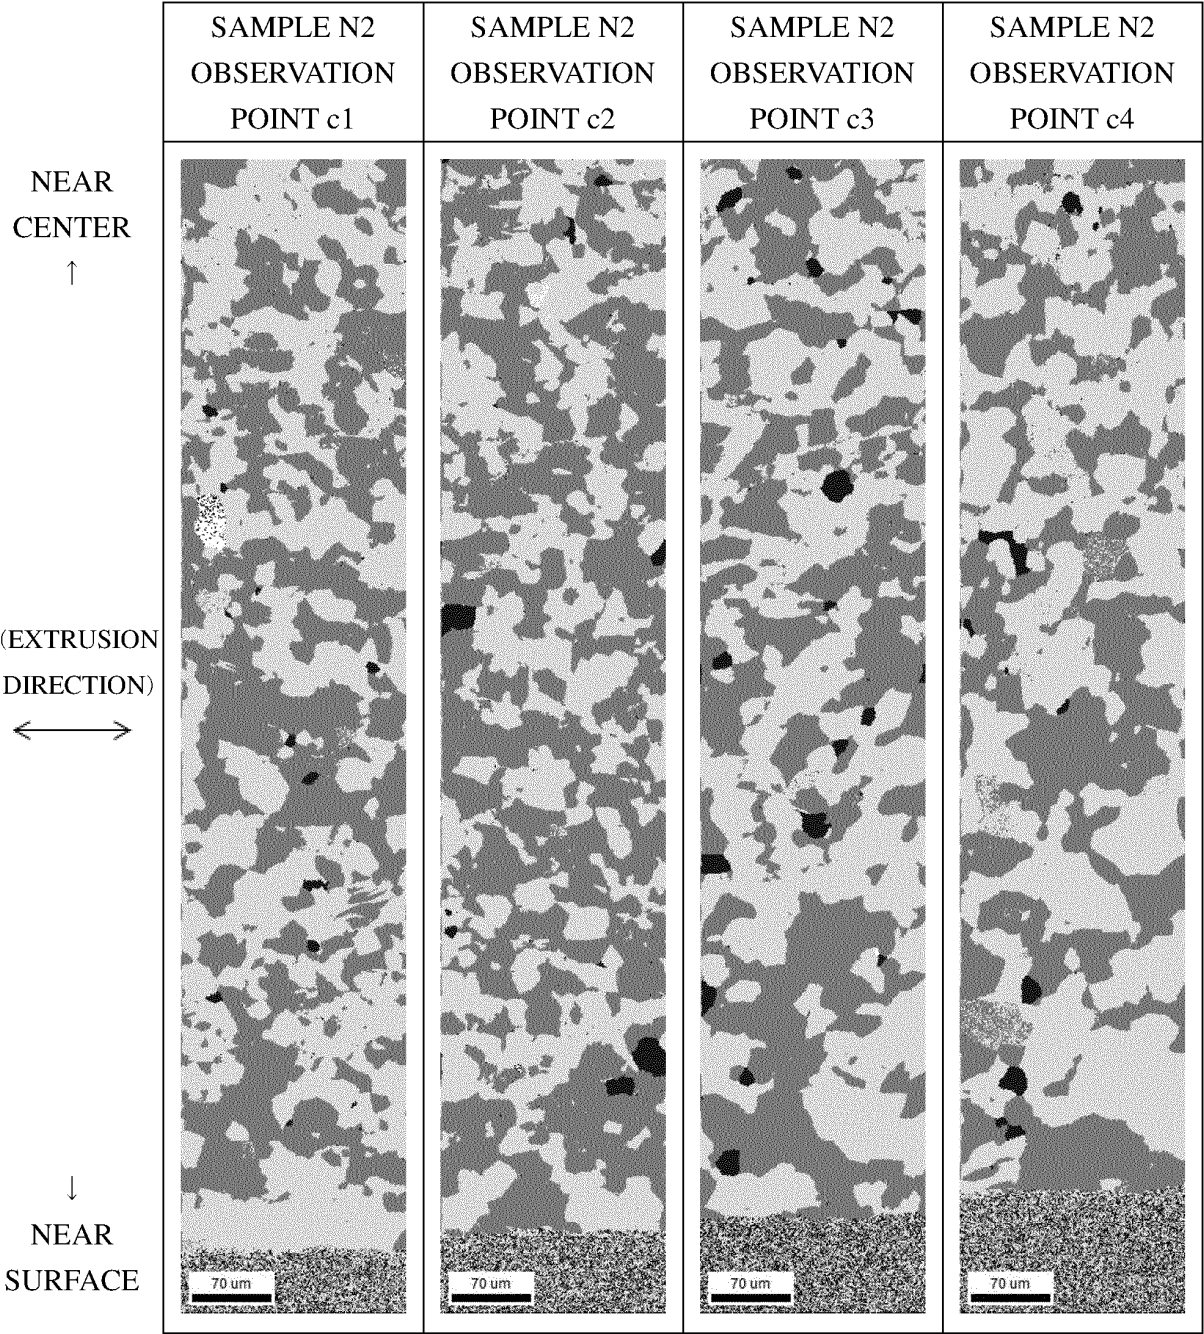 SAMPLE N2
OBSERVATION
POINT c1
SAMPLE N2
OBSERVATION
POINT c2
SAMPLE N2
OBSERVATION
POINT c3
SAMPLE N2
OBSERVATION
POINT c4
NEAR
CENTER
↑
(EXTRUSION
DIRECTION)
↔
↓
NEAR
SURFACE
70 um
70 um
70 um
70 um